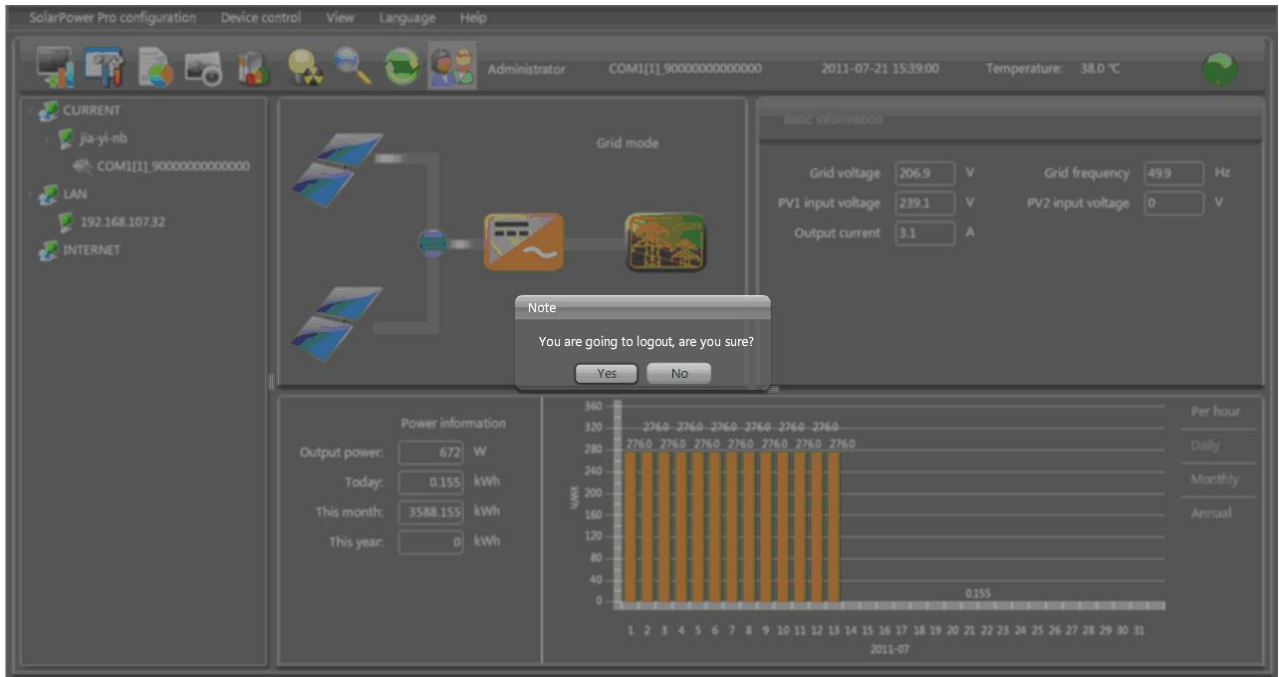 SolarPower Pro configuration Device control View Language Help
Administrator COM1[1]_90000000000000 2011-07-21 15:39:00 Temperature: 38.0 ℃
CURRENT
jia-yi-nb
COM1[1]_90000000000000
LAN
192.168.107.32
INTERNET
Grid mode
Basic information
Grid voltage 206.9 V Grid frequency 49.9 Hz
PV1 input voltage 239.1 V PV2 input voltage 0 V
Output current 3.1 A
Note
You are going to logout, are you sure?
Yes No
Power information
Output power: 672 W
Today: 0.155 kWh
This month: 3588.155 kWh
This year: 0 kWh
360
320
280
240
200
160
120
80
40
0
kWh
276.0 276.0 276.0 276.0 276.0 276.0
276.0 276.0 276.0 276.0 276.0 276.0 276.0
0.155
1 2 3 4 5 6 7 8 9 10 11 12 13 14 15 16 17 18 19 20 21 22 23 24 25 26 27 28 29 30 31
2011-07
Per hour
Daily
Monthly
Annual